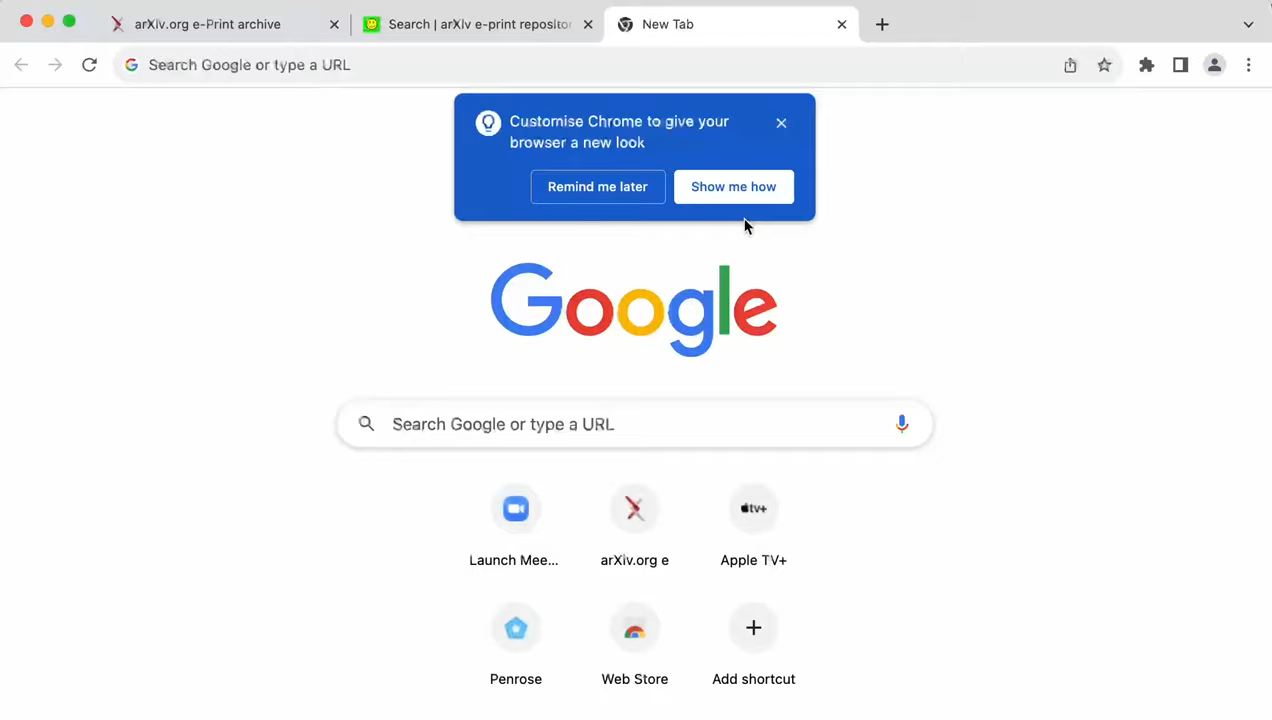 arXiv.org e-Print archive
Search | arXiv e-print repositor
New Tab
Search Google or type a URL
Customise Chrome to give your
browser a new look
Remind me later
Show me how
Google
Search Google or type a URL
tv+
Launch Mee...
arXiv.org e
Apple TV+
Penrose
Web Store
Add shortcut